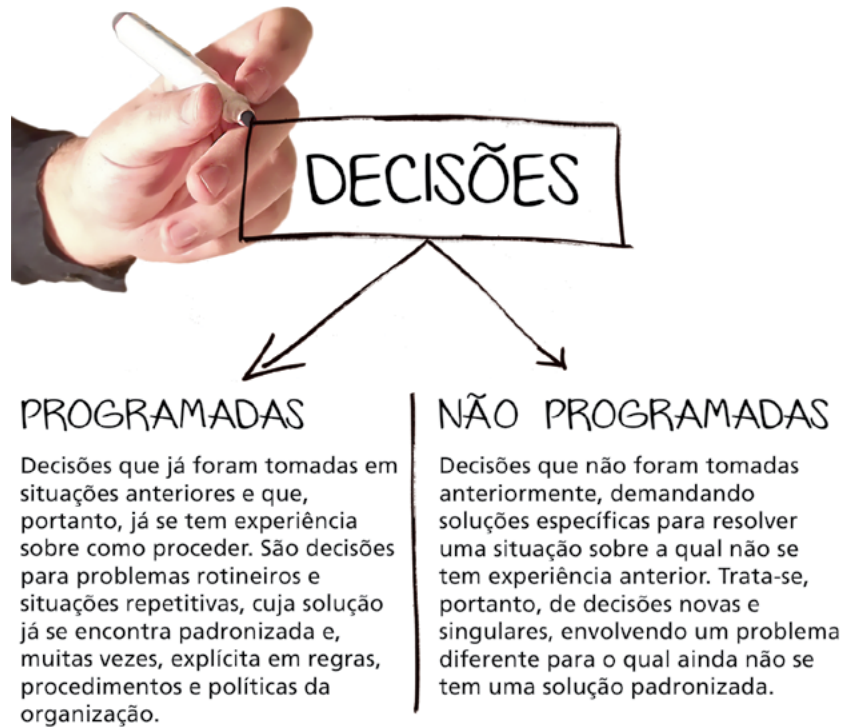 DECISÕES
PROGRAMADAS
Decisões que já foram tomadas em
situações anteriores e que,
portanto, já se tem experiência
sobre como proceder. São decisões
para problemas rotineiros e
situações repetitivas, cuja solução
já se encontra padronizada e,
muitas vezes, explícita em regras,
procedimentos e políticas da
organização.
NÃO PROGRAMADAS
Decisões que não foram tomadas
anteriormente, demandando
soluções específicas para resolver
uma situação sobre a qual não se
tem experiência anterior. Trata-se,
portanto, de decisões novas e
singulares, envolvendo um problema
diferente para o qual ainda não se
tem uma solução padronizada.